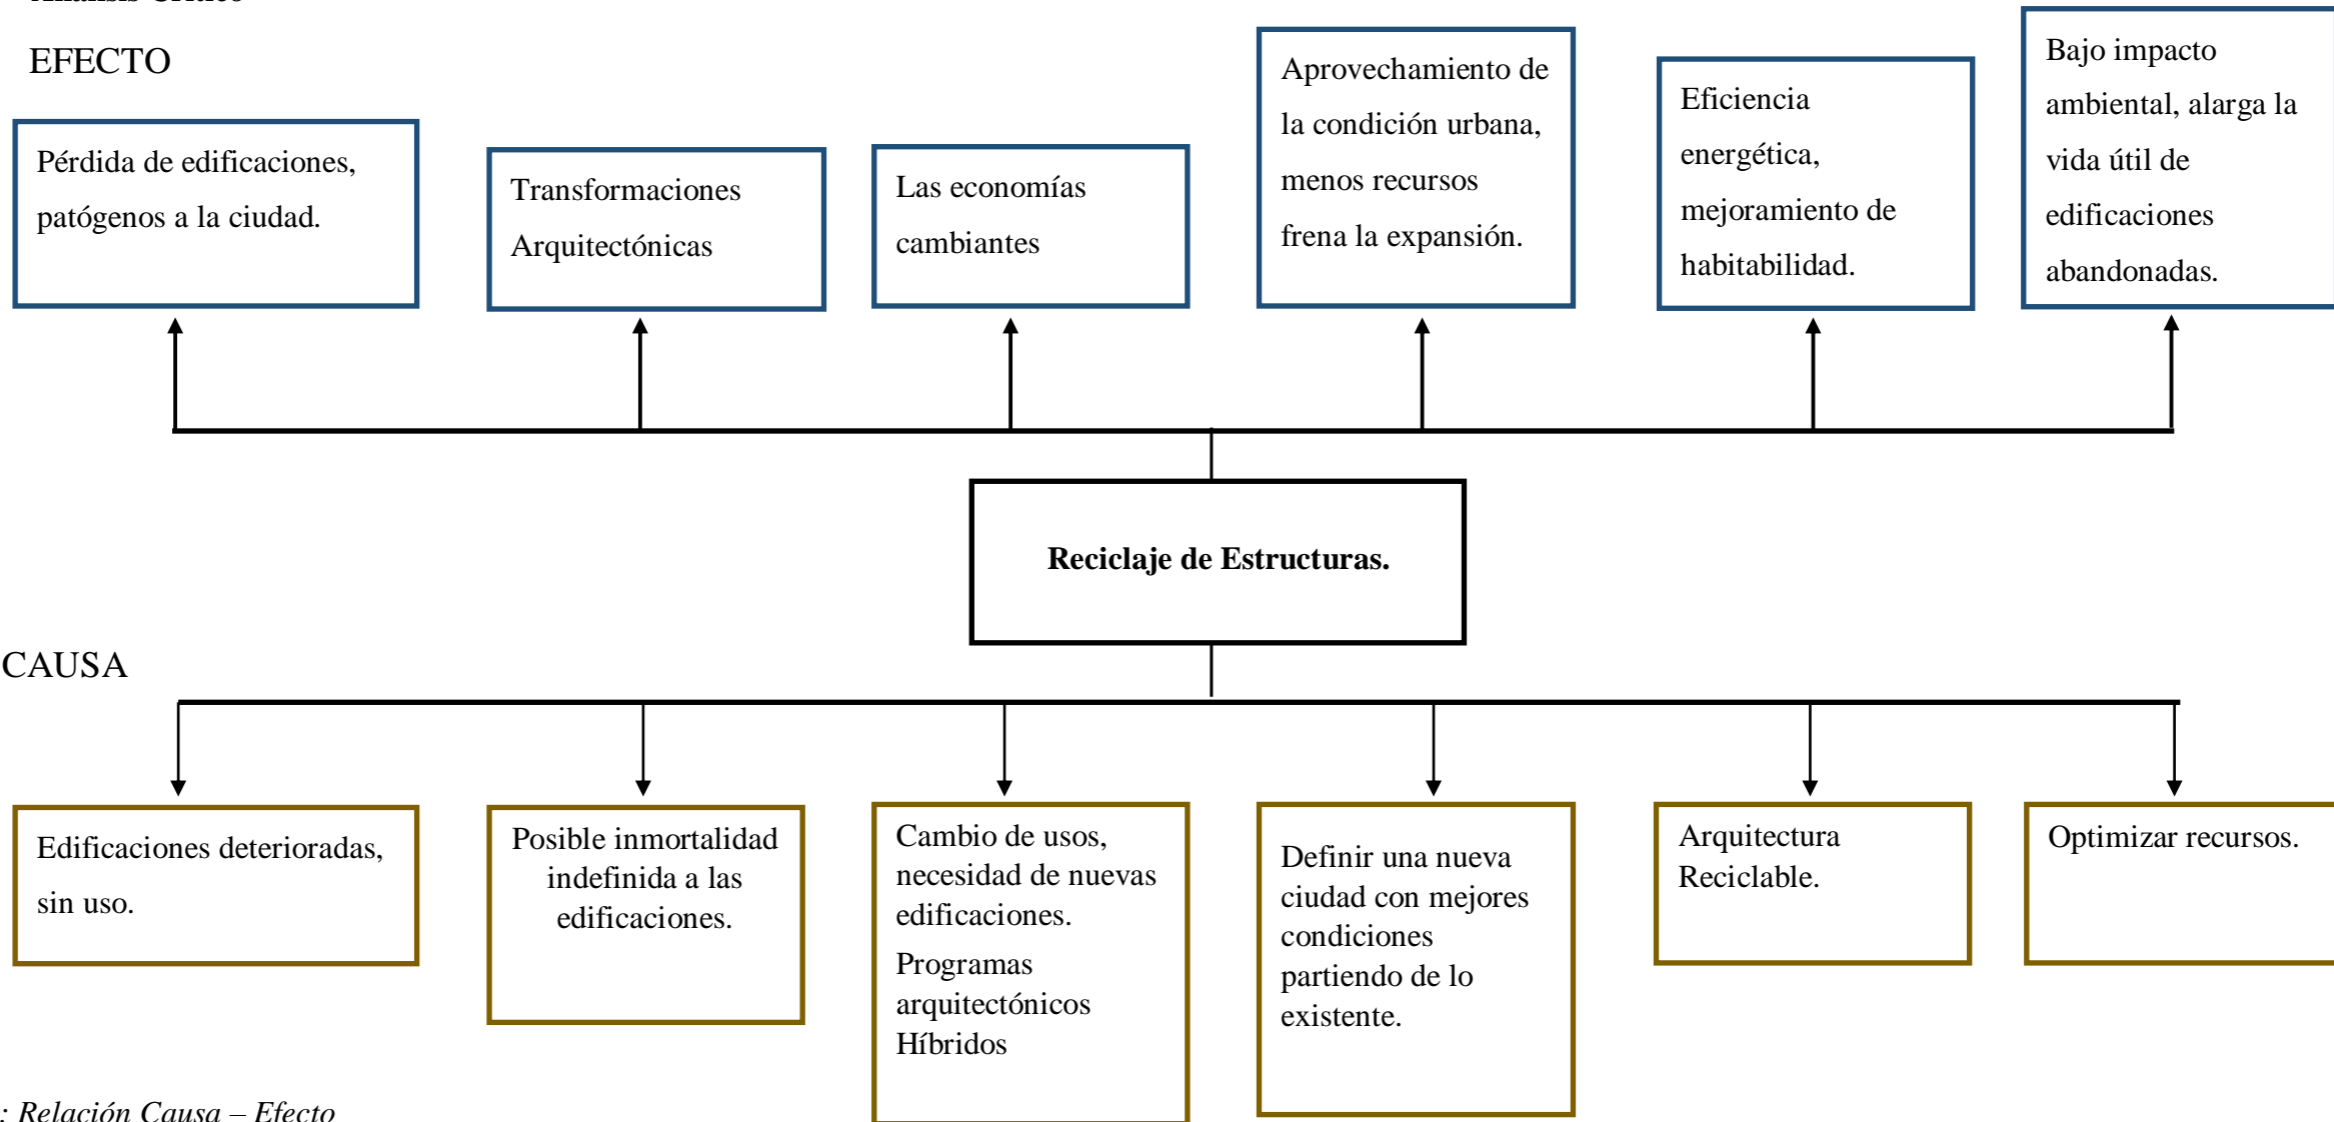 Análisis Crítico
EFECTO
Pérdida de edificaciones,
patógenos a la ciudad.
Transformaciones
Arquitectónicas
Las economías
cambiantes
Aprovechamiento de
la condición urbana,
menos recursos
frena la expansión.
Eficiencia
energética,
mejoramiento de
habitabilidad.
Bajo impacto
ambiental, alarga la
vida útil de
edificaciones
abandonadas.
Reciclaje de Estructuras.
CAUSA
Edificaciones deterioradas,
sin uso.
Posible inmortalidad
indefinida a las
edificaciones.
Cambio de usos,
necesidad de nuevas
edificaciones.
Programas
arquitectónicos
Híbridos
Definir una nueva
ciudad con mejores
condiciones
partiendo de lo
existente.
Arquitectura
Reciclable.
Optimizar recursos.
: Relación Causa – Efecto